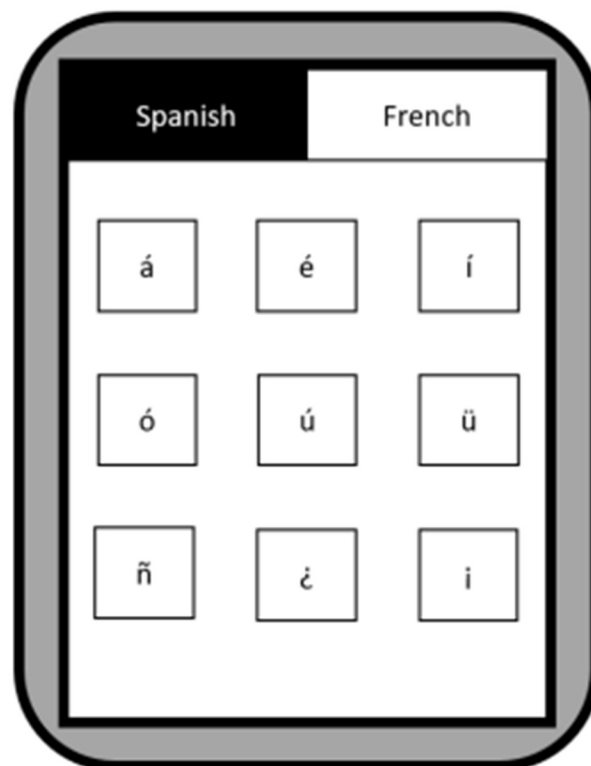 Spanish French
á é í
ó ú ü
ñ ¿ ¡